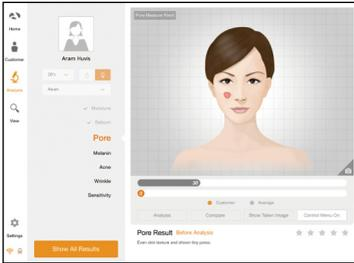 Home
Customer
Analysis
View
Settings
Aram Huvis
20's
Asian
Moisture
Sebum
Pore
Melanin
Acne
Wrinkle
Sensitivity
Show All Results
Pore Measure Point
30
0
Customer
Average
Analysis
Compare
Show Taken Image
Control Menu On
Pore Result Before Analysis
Even skin texture and shown tiny pores.